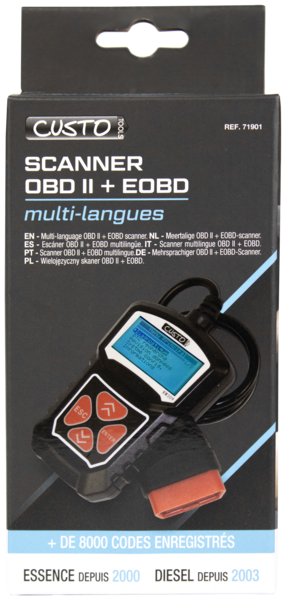 CUSTO
TOOLS
REF. 71901
SCANNER
OBD II + EOBD
multi-langues
EN - Multi-language OBD II + EOBD scanner. NL - Meertalige OBD II + EOBD-scanner.
ES - Escáner OBD II + EOBD multilingüe. IT - Scanner multilingue OBD II + EOBD.
PT - Scanner OBD II + EOBD multilingue. DE - Mehrsprachiger OBD II + EOBD-Scanner.
PL - Wielojęzyczny skaner OBD II + EOBD.
CUSTO
ESC
+ DE 8000 CODES ENREGISTRÉS
ESSENCE DEPUIS 2000 DIESEL DEPUIS 2003